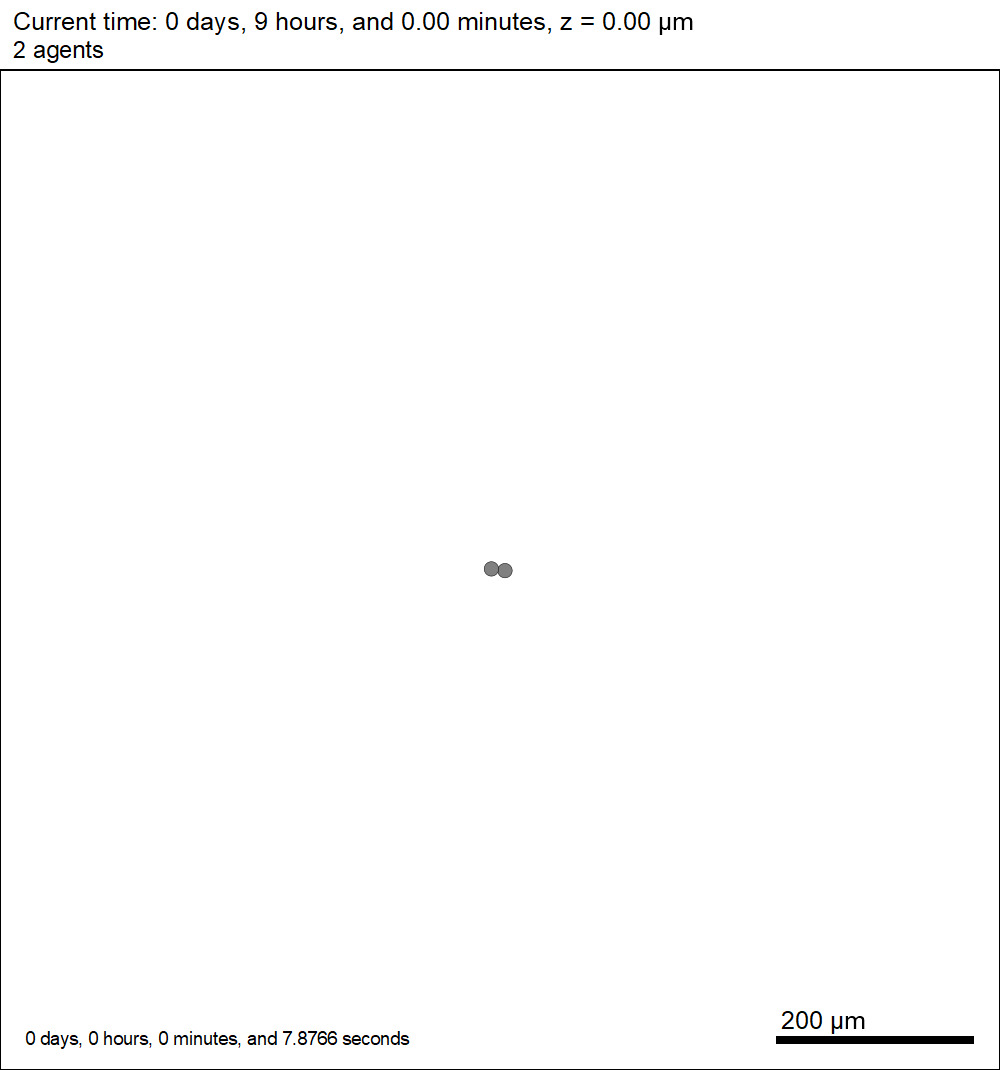 Current time: 0 days, 9 hours, and 0.00 minutes, z = 0.00 μm
2 agents
200 μm
0 days, 0 hours, 0 minutes, and 7.8766 seconds